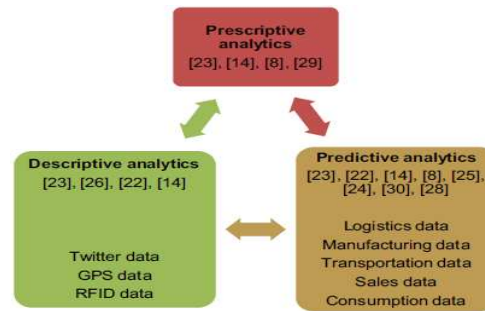 Prescriptive
analytics
[23], [14], [8], [29]
Descriptive analytics
[23], [26], [22], [14]
Twitter data
GPS data
RFID data
Predictive analytics
[23], [22], [14], [8], [25],
[24], [30], [28]
Logistics data
Manufacturing data
Transportation data
Sales data
Consumption data